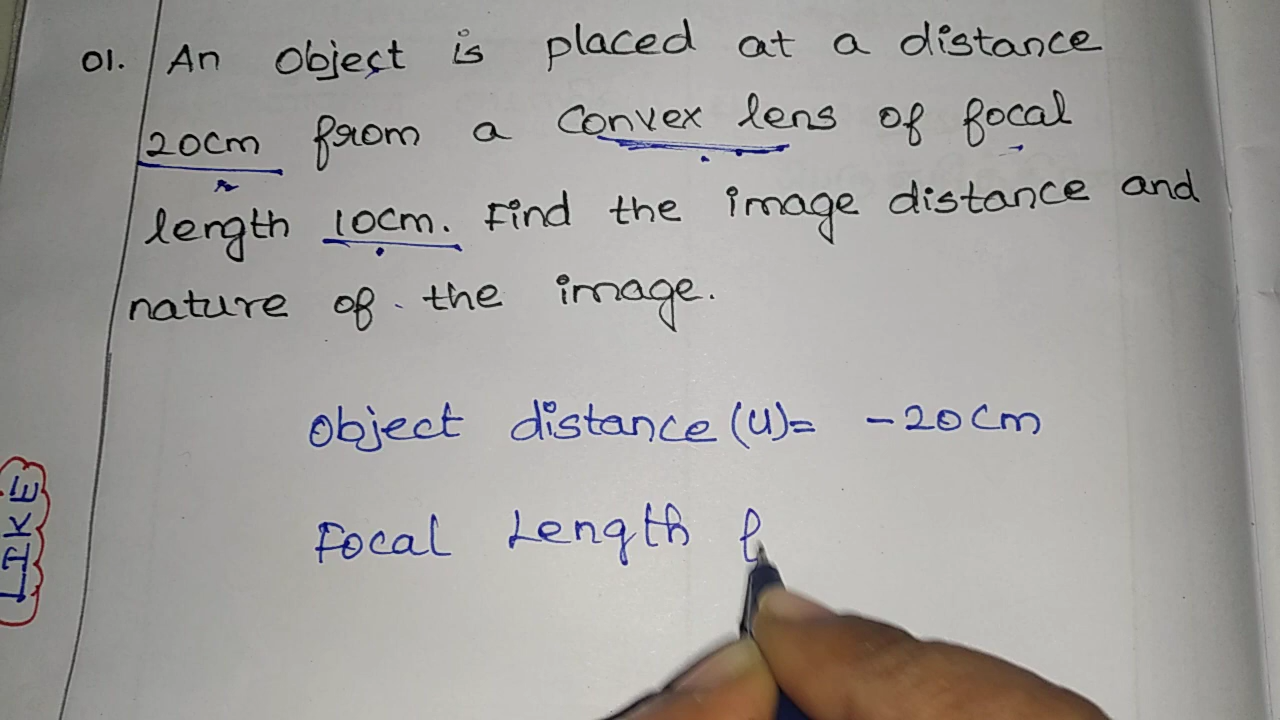 01. An object is placed at a distance
20cm from a convex lens of focal
length 10cm. Find the image distance and
nature of the image.
object distance (u)= -20cm
Focal Length f
LIKE